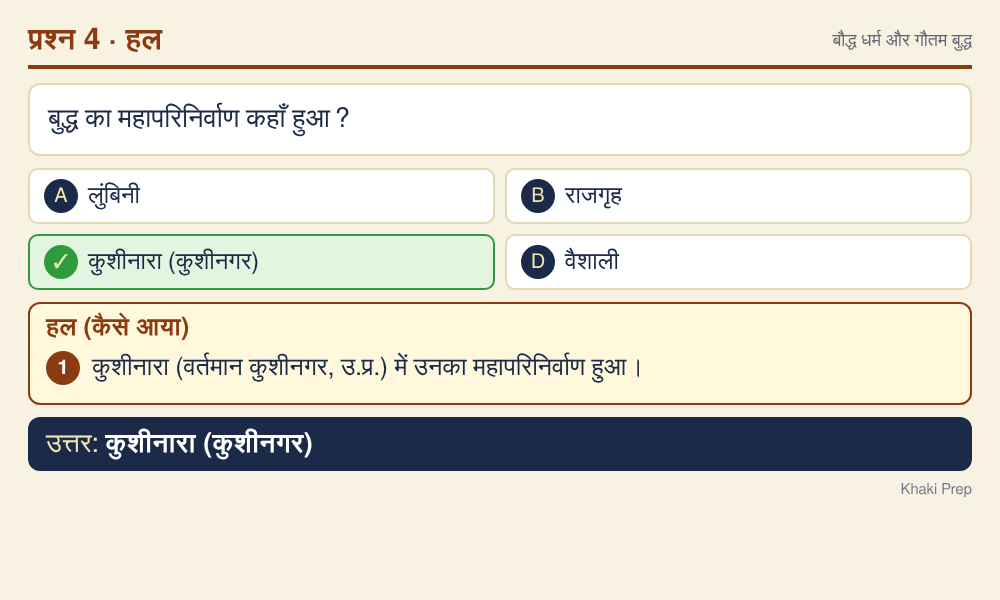 प्रश्न 4 · हल
बौद्ध धर्म और गौतम बुद्ध
बुद्ध का महापरिनिर्वाण कहाँ हुआ ?
A लुंबिनी
B राजगृह
✓ कुशीनारा (कुशीनगर)
D वैशाली
हल (कैसे आया)
1 कुशीनारा (वर्तमान कुशीनगर, उ.प्र.) में उनका महापरिनिर्वाण हुआ ।
उत्तर: कुशीनारा (कुशीनगर)
Khaki Prep